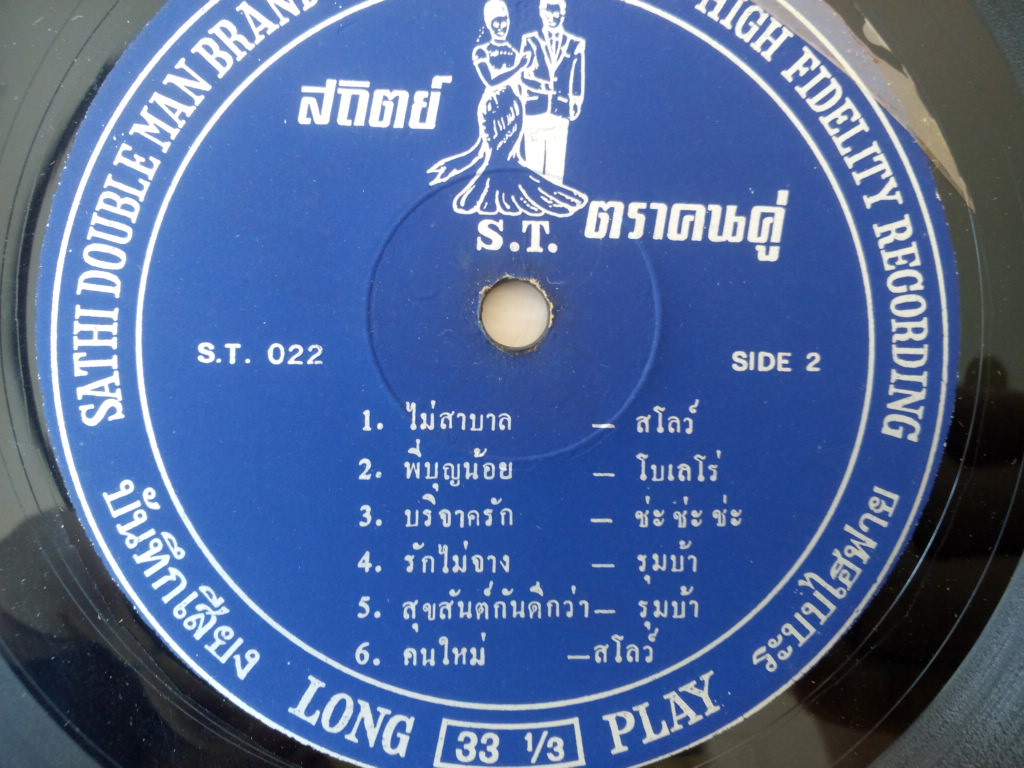 SATHI DOUBLE MAN BRAND
HIGH FIDELITY RECORDING
สถิตย์
S.T.
ตราคนคู่
S.T. 022
SIDE 2
1. ไม่สาบาล — สโลว์
2. พี่บุญน้อย — โบเลโร่
3. บริจาครัก — ช่ะ ช่ะ ช่ะ
4. รักไม่จาง — รุมบ้า
5. สุขสันต์กันดีกว่า — รุมบ้า
6. คนใหม่ — สโลว์
บันทึกเสียง
LONG
33 1/3
PLAY
ระบบไฮฟาย